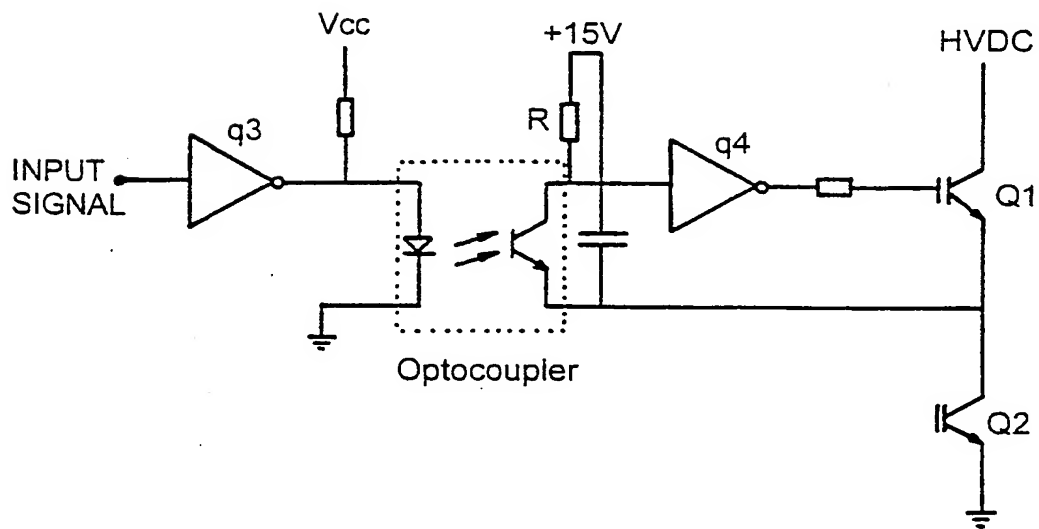 Vcc
+15V
HVDC
q3
R
q4
INPUT
SIGNAL
Q1
Optocoupler
Q2